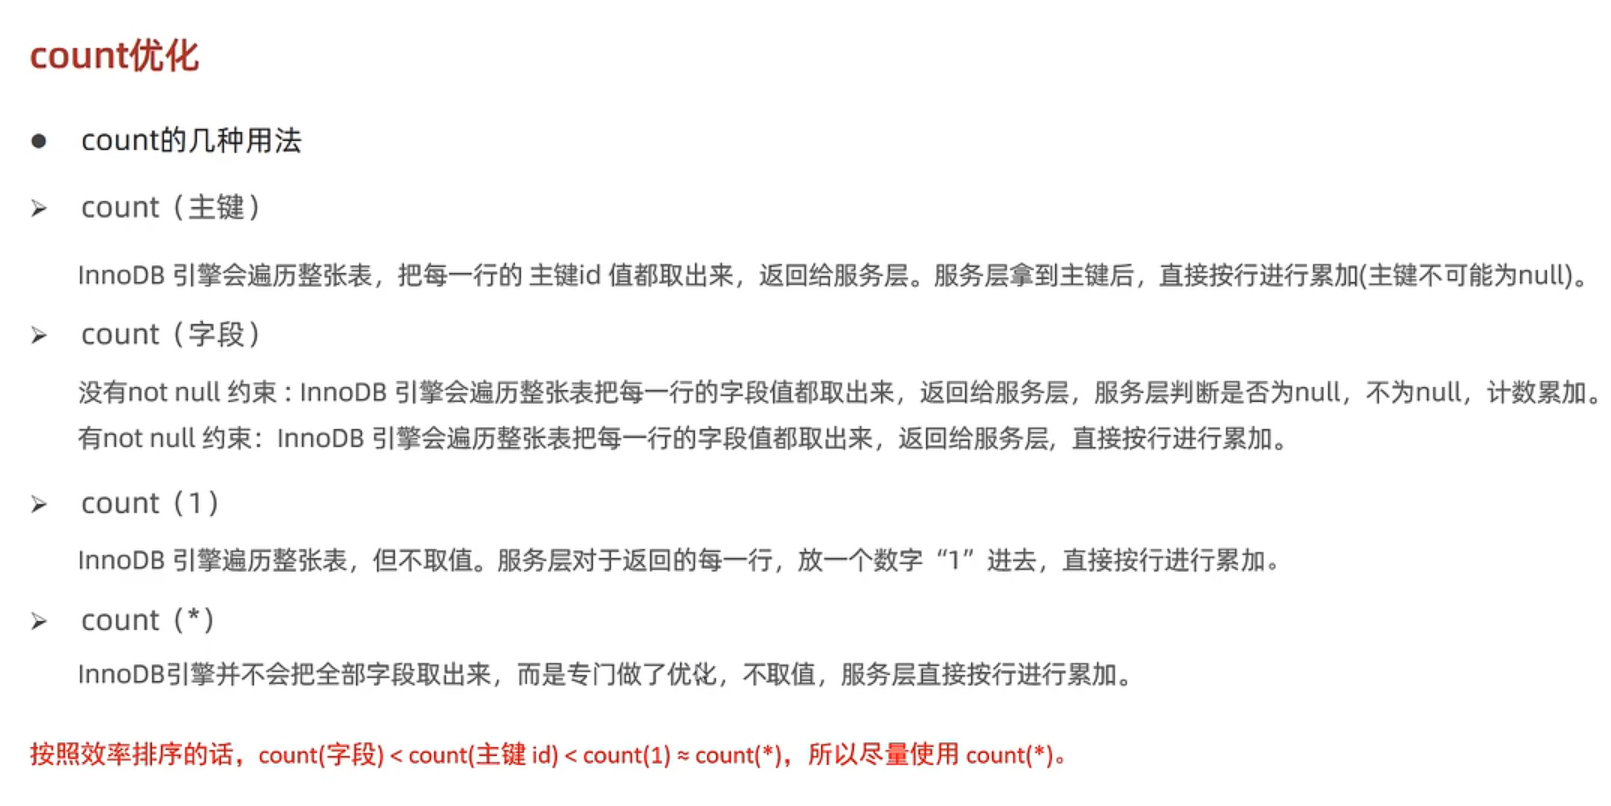 count优化
● count的几种用法
➢ count（主键）
InnoDB 引擎会遍历整张表，把每一行的 主键id 值都取出来，返回给服务层。服务层拿到主键后，直接按行进行累加(主键不可能为null)。
➢ count（字段）
没有not null 约束 : InnoDB 引擎会遍历整张表把每一行的字段值都取出来，返回给服务层，服务层判断是否为null，不为null，计数累加。
有not null 约束：InnoDB 引擎会遍历整张表把每一行的字段值都取出来，返回给服务层，直接按行进行累加。
➢ count（1）
InnoDB 引擎遍历整张表，但不取值。服务层对于返回的每一行，放一个数字“1”进去，直接按行进行累加。
➢ count（*）
InnoDB引擎并不会把全部字段取出来，而是专门做了优化，不取值，服务层直接按行进行累加。
按照效率排序的话，count(字段) < count(主键 id) < count(1) ≈ count(*)，所以尽量使用 count(*)。